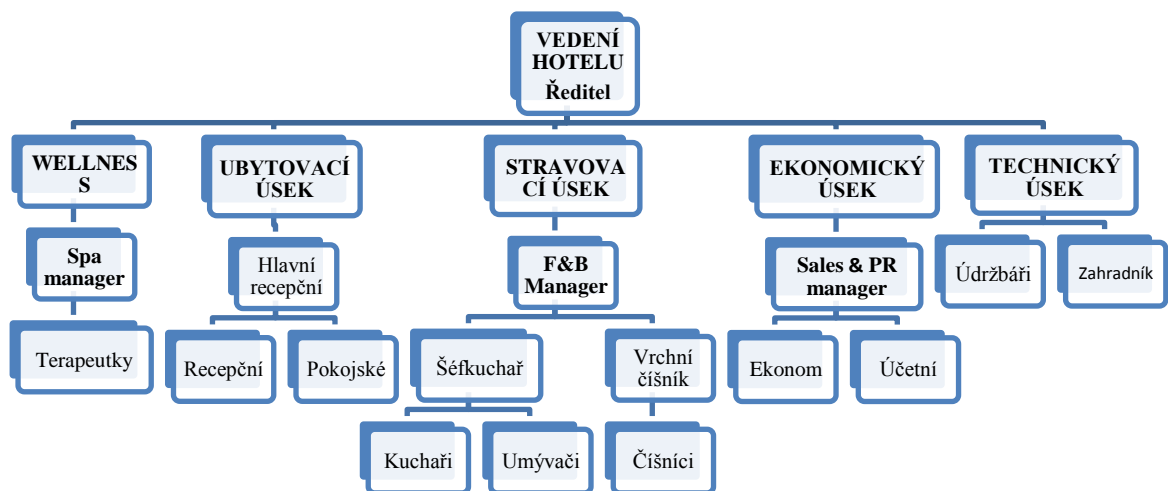 VEDENÍ
HOTELU
Ředitel
WELLNES
S
UBYTOVACÍ
ÚSEK
STRAVOVA
CÍ ÚSEK
EKONOMICKÝ
ÚSEK
TECHNICKÝ
ÚSEK
Spa
manager
Hlavní
recepční
F&B
Manager
Sales & PR
manager
Údržbáři
Zahradník
Terapeutky
Recepční
Pokojské
Šéfkuchař
Vrchní
číšník
Ekonom
Účetní
Kuchaři
Umývači
Číšníci